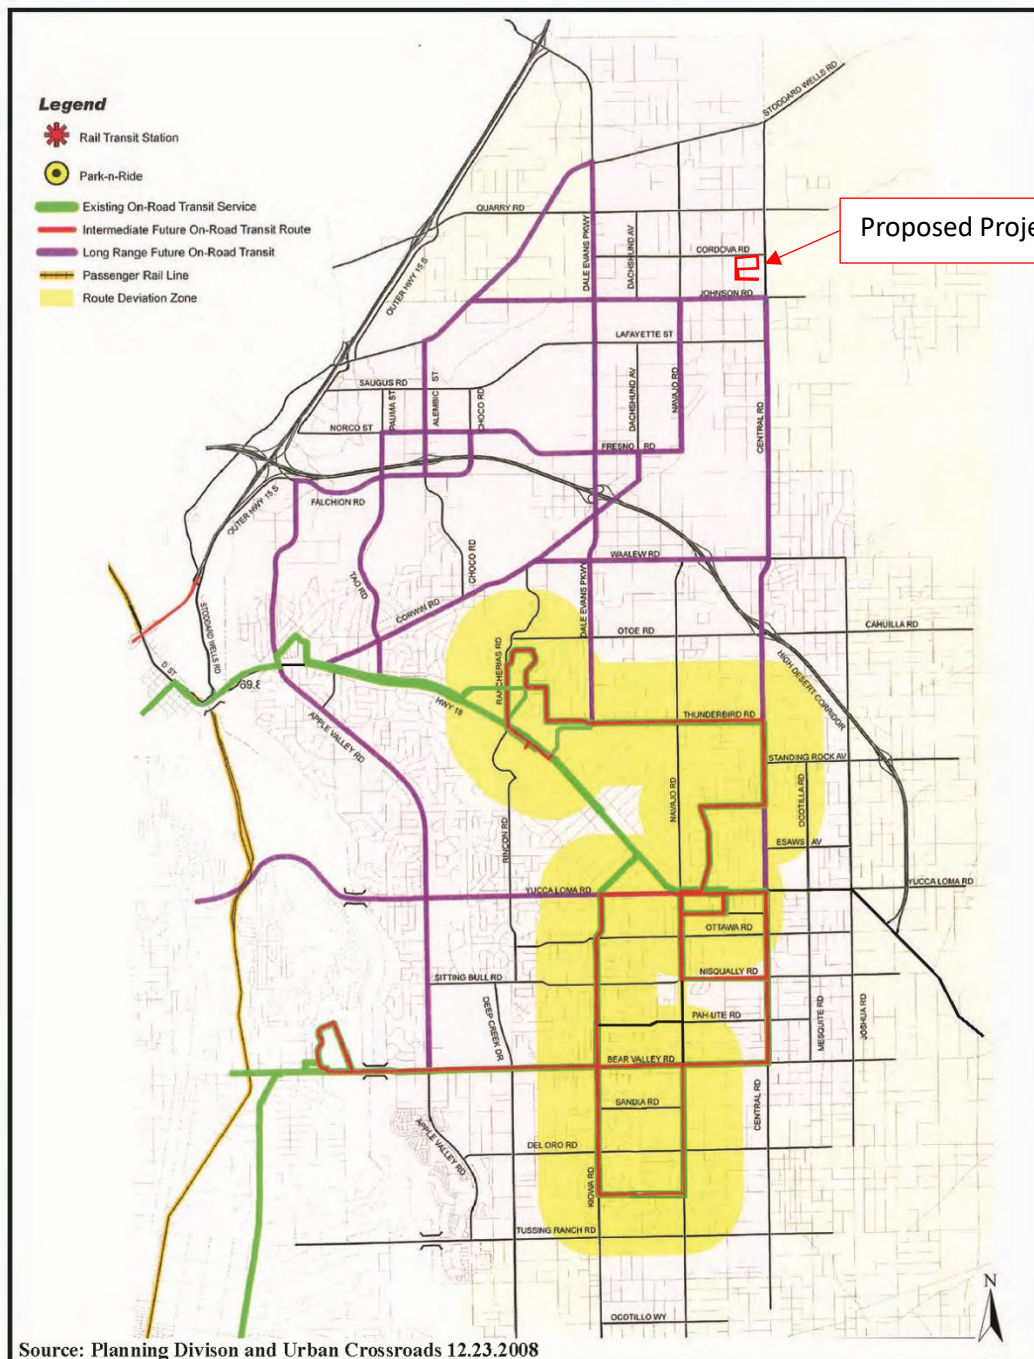 Legend
Rail Transit Station
Park-n-Ride
Existing On-Road Transit Service
Intermediate Future On-Road Transit Route
Long Range Future On-Road Transit
Passenger Rail Line
Route Deviation Zone
STODDARD WELLS RD
QUARRY RD
Proposed Proje
CORDOVA RD
DALE EVANS PKWY
DACHSHUND AV
OUTER HWY 15 S
JOHNSON RD
LAFAYETTE ST
SAUGUS RD
PAUMA ST
ALEMBIC ST
CHOCO RD
DACHSHUND AV
NAVAJO RD
CENTRAL RD
NORCO ST
FRESNO RD
FALCHION RD
OUTER HWY 15 S
WAALEW RD
CHOCO RD
TAO RD
CORWIN RD
DALE EVANS PKWY
STODDARD WELLS RD
OTOE RD
CAHUILLA RD
D ST
69.8
RANCHERIAS RD
HIGH DESERT CORRIDOR
HWY 18
THUNDERBIRD RD
APPLE VALLEY RD
STANDING ROCK AV
NAVAJO RD
OCOTILLA RD
RINCON RD
ESAWS AV
YUCCA LOMA RD
YUCCA LOMA RD
OTTAWA RD
SITTING BULL RD
NISQUALLY RD
DEEP CREEK DR
PAH-UTE RD
MESQUITE RD
JOSHUA RD
BEAR VALLEY RD
SANDIA RD
CENTRAL RD
APPLE VALLEY RD
DEL ORO RD
KIOWA RD
TUSSING RANCH RD
N
OCOTILLO WY
Source: Planning Divison and Urban Crossroads 12.23.2008